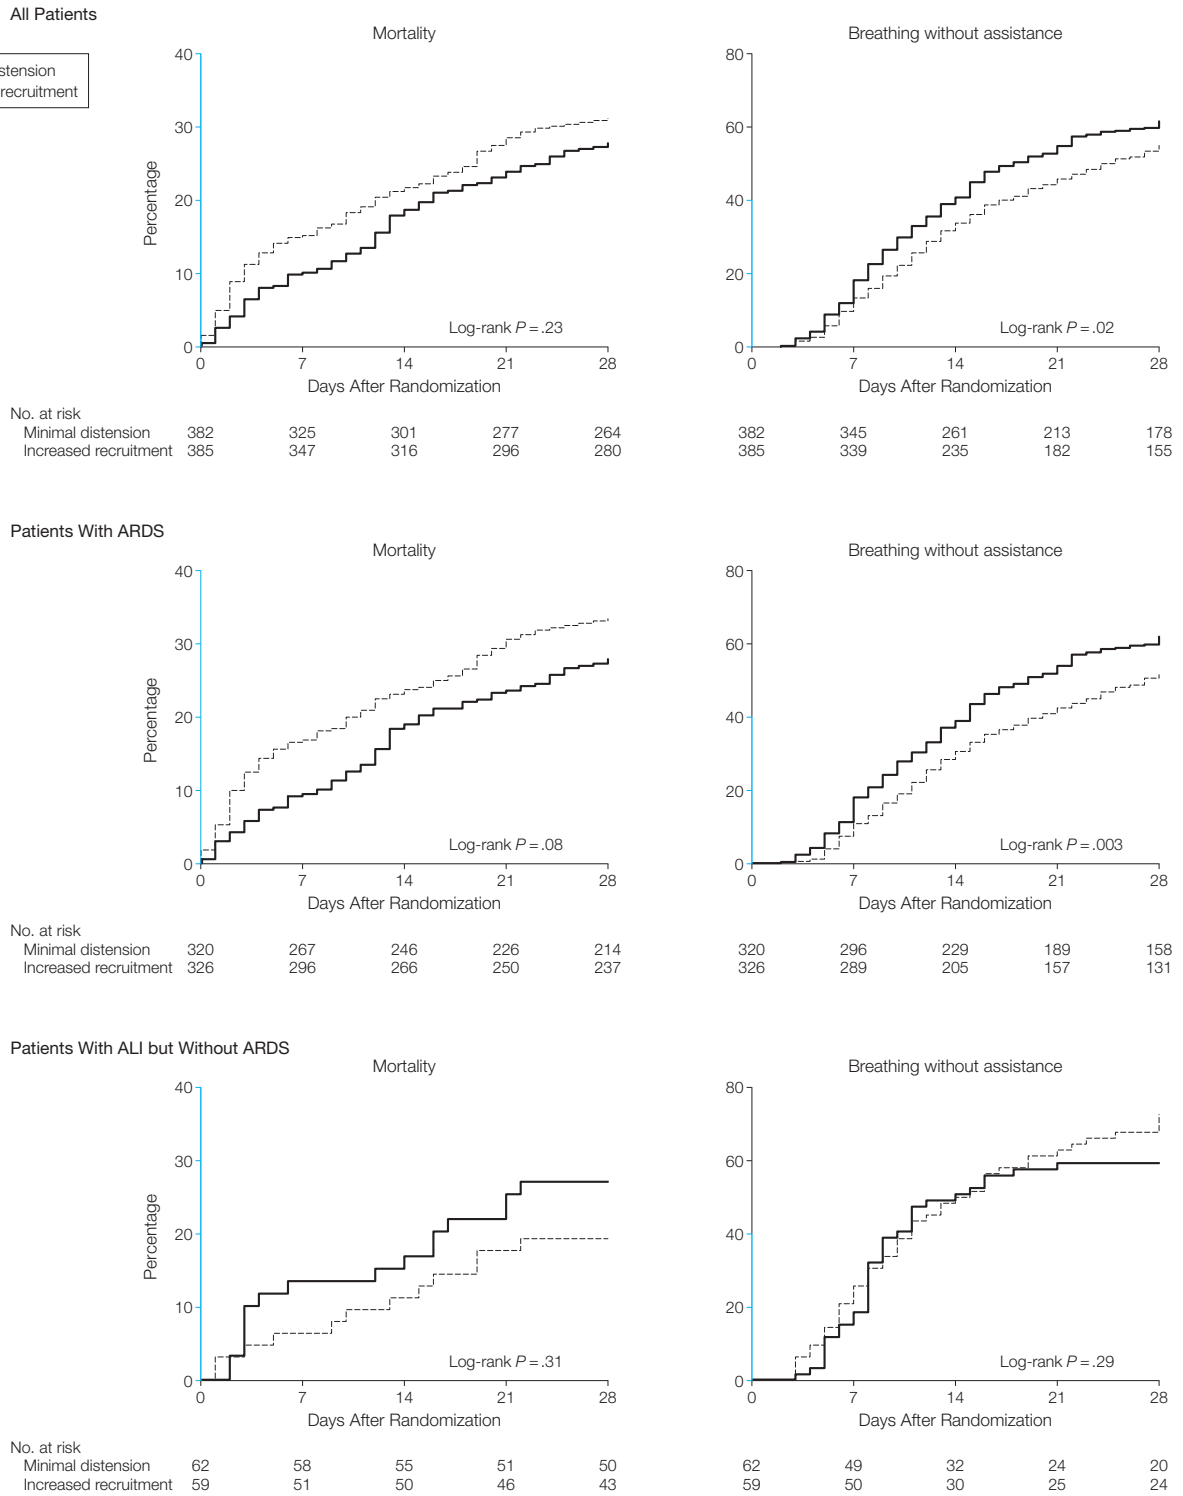 All Patients
Mortality
Breathing without assistance
stension
recruitment
40
30
20
10
0
Percentage
Log-rank P = .23
0 7 14 21 28
Days After Randomization
80
60
40
20
0
Log-rank P = .02
0 7 14 21 28
Days After Randomization
No. at risk
Minimal distension 382 325 301 277 264 382 345 261 213 178
Increased recruitment 385 347 316 296 280 385 339 235 182 155
Patients With ARDS
Mortality
Breathing without assistance
40
30
20
10
0
Percentage
Log-rank P = .08
0 7 14 21 28
Days After Randomization
80
60
40
20
0
Log-rank P = .003
0 7 14 21 28
Days After Randomization
No. at risk
Minimal distension 320 267 246 226 214 320 296 229 189 158
Increased recruitment 326 296 266 250 237 326 289 205 157 131
Patients With ALI but Without ARDS
Mortality
Breathing without assistance
40
30
20
10
0
Percentage
Log-rank P = .31
0 7 14 21 28
Days After Randomization
80
60
40
20
0
Log-rank P = .29
0 7 14 21 28
Days After Randomization
No. at risk
Minimal distension 62 58 55 51 50 62 49 32 24 20
Increased recruitment 59 51 50 46 43 59 50 30 25 24